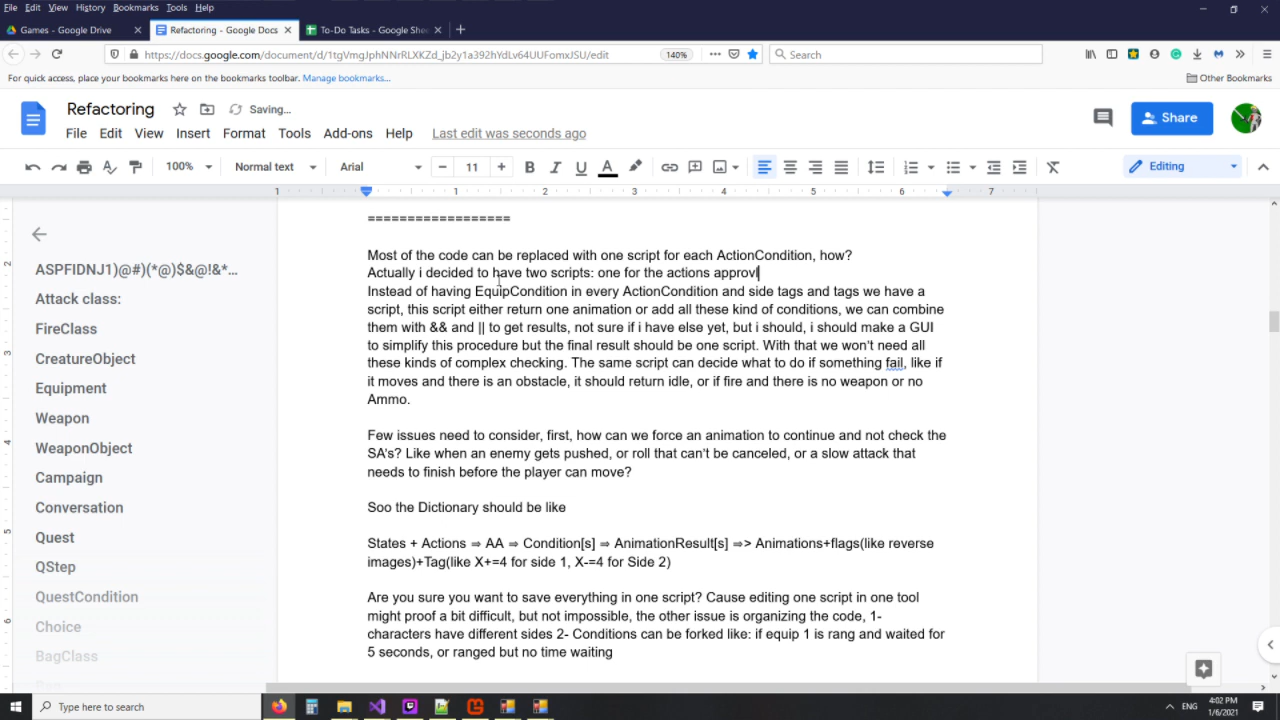 File Edit View History Bookmarks Tools Help
Games - Google Drive
Refactoring - Google Docs
To-Do Tasks - Google She
https://docs.google.com/document/d/1tgVmgJphNNrRLXKZd_jb2y1a392hYdLv64UUFomxJSU/edit
140%
Search
For quick access, place your bookmarks here on the bookmarks toolbar. Manage bookmarks...
Other Bookmarks
Refactoring
Saving...
File Edit View Insert Format Tools Add-ons Help
Last edit was seconds ago
Share
100% Normal text Arial 11
Editing
1 1 2 3 4 5 6 7
==================
Most of the code can be replaced with one script for each ActionCondition, how?
Actually i decided to have two scripts: one for the actions approvl
Instead of having EquipCondition in every ActionCondition and side tags and tags we have a
script, this script either return one animation or add all these kind of conditions, we can combine
them with && and || to get results, not sure if i have else yet, but i should, i should make a GUI
to simplify this procedure but the final result should be one script. With that we won't need all
these kinds of complex checking. The same script can decide what to do if something fail, like if
it moves and there is an obstacle, it should return idle, or if fire and there is no weapon or no
Ammo.
Few issues need to consider, first, how can we force an animation to continue and not check the
SA's? Like when an enemy gets pushed, or roll that can't be canceled, or a slow attack that
needs to finish before the player can move?
Soo the Dictionary should be like
States + Actions ⇒ AA ⇒ Condition[s] ⇒ AnimationResult[s] =>> Animations+flags(like reverse
images)+Tag(like X+=4 for side 1, X-=4 for Side 2)
Are you sure you want to save everything in one script? Cause editing one script in one tool
might proof a bit difficult, but not impossible, the other issue is organizing the code, 1-
characters have different sides 2- Conditions can be forked like: if equip 1 is rang and waited for
5 seconds, or ranged but no time waiting
ASPFIDNJ1)@#)(*@)$&@!&*...
Attack class:
FireClass
CreatureObject
Equipment
Weapon
WeaponObject
Campaign
Conversation
Quest
QStep
QuestCondition
Choice
BagClass
Type here to search
ENG
4:02 PM
1/6/2021